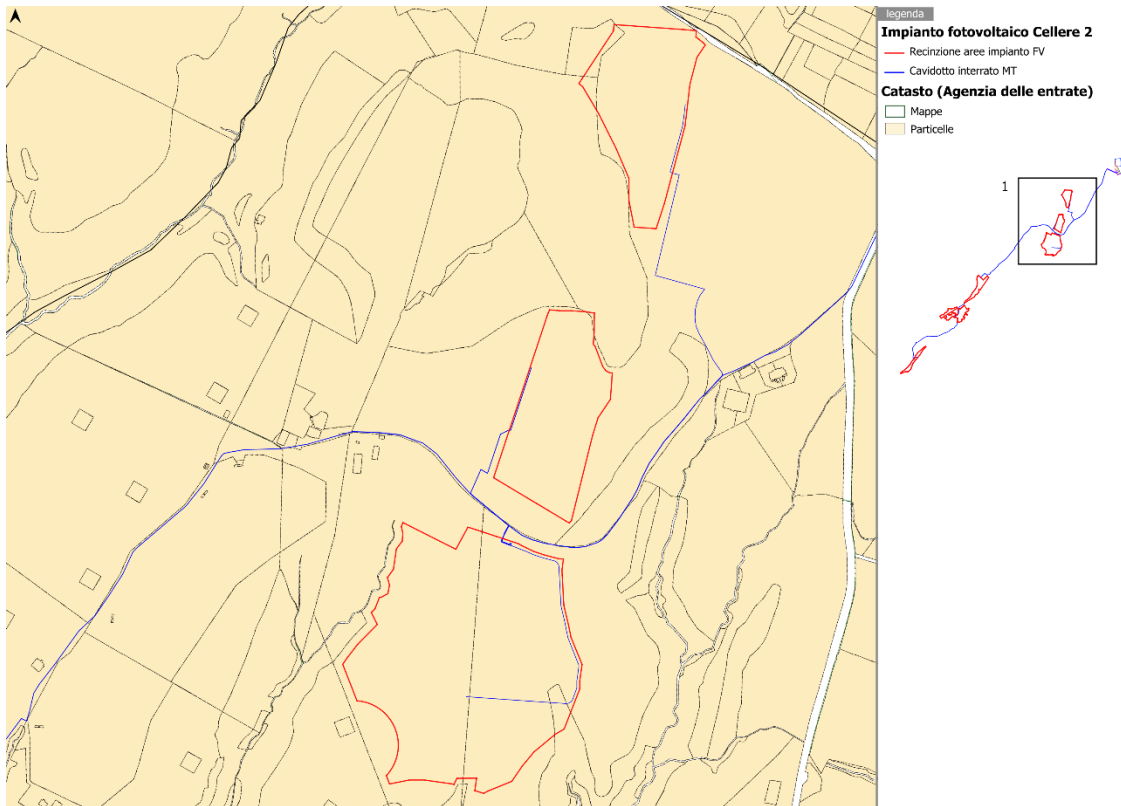 legenda
Impianto fotovoltaico Cellere 2
Recinzione aree impianto FV
Cavidotto interrato MT
Catasto (Agenzia delle entrate)
Mappe
Particelle
1